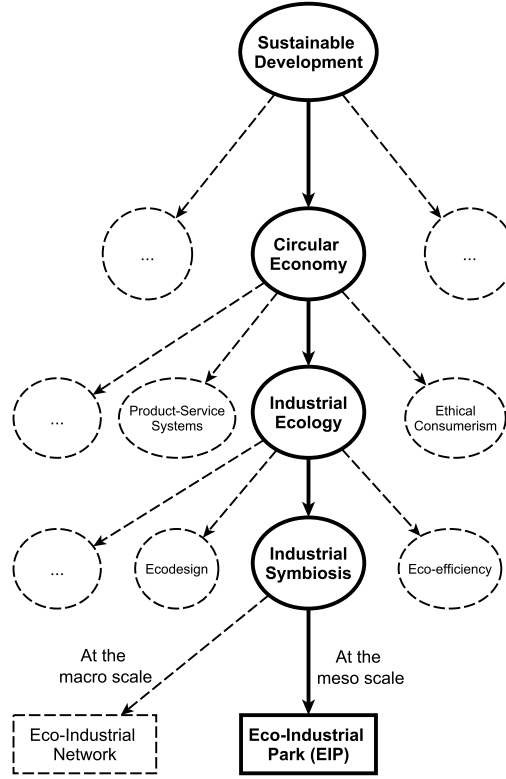 Sustainable
Development
...
...
Circular
Economy
...
Product-Service
Systems
Industrial
Ecology
Ethical
Consumerism
...
Ecodesign
Industrial
Symbiosis
Eco-efficiency
At the
macro scale
At the
meso scale
Eco-Industrial
Network
Eco-Industrial
Park (EIP)